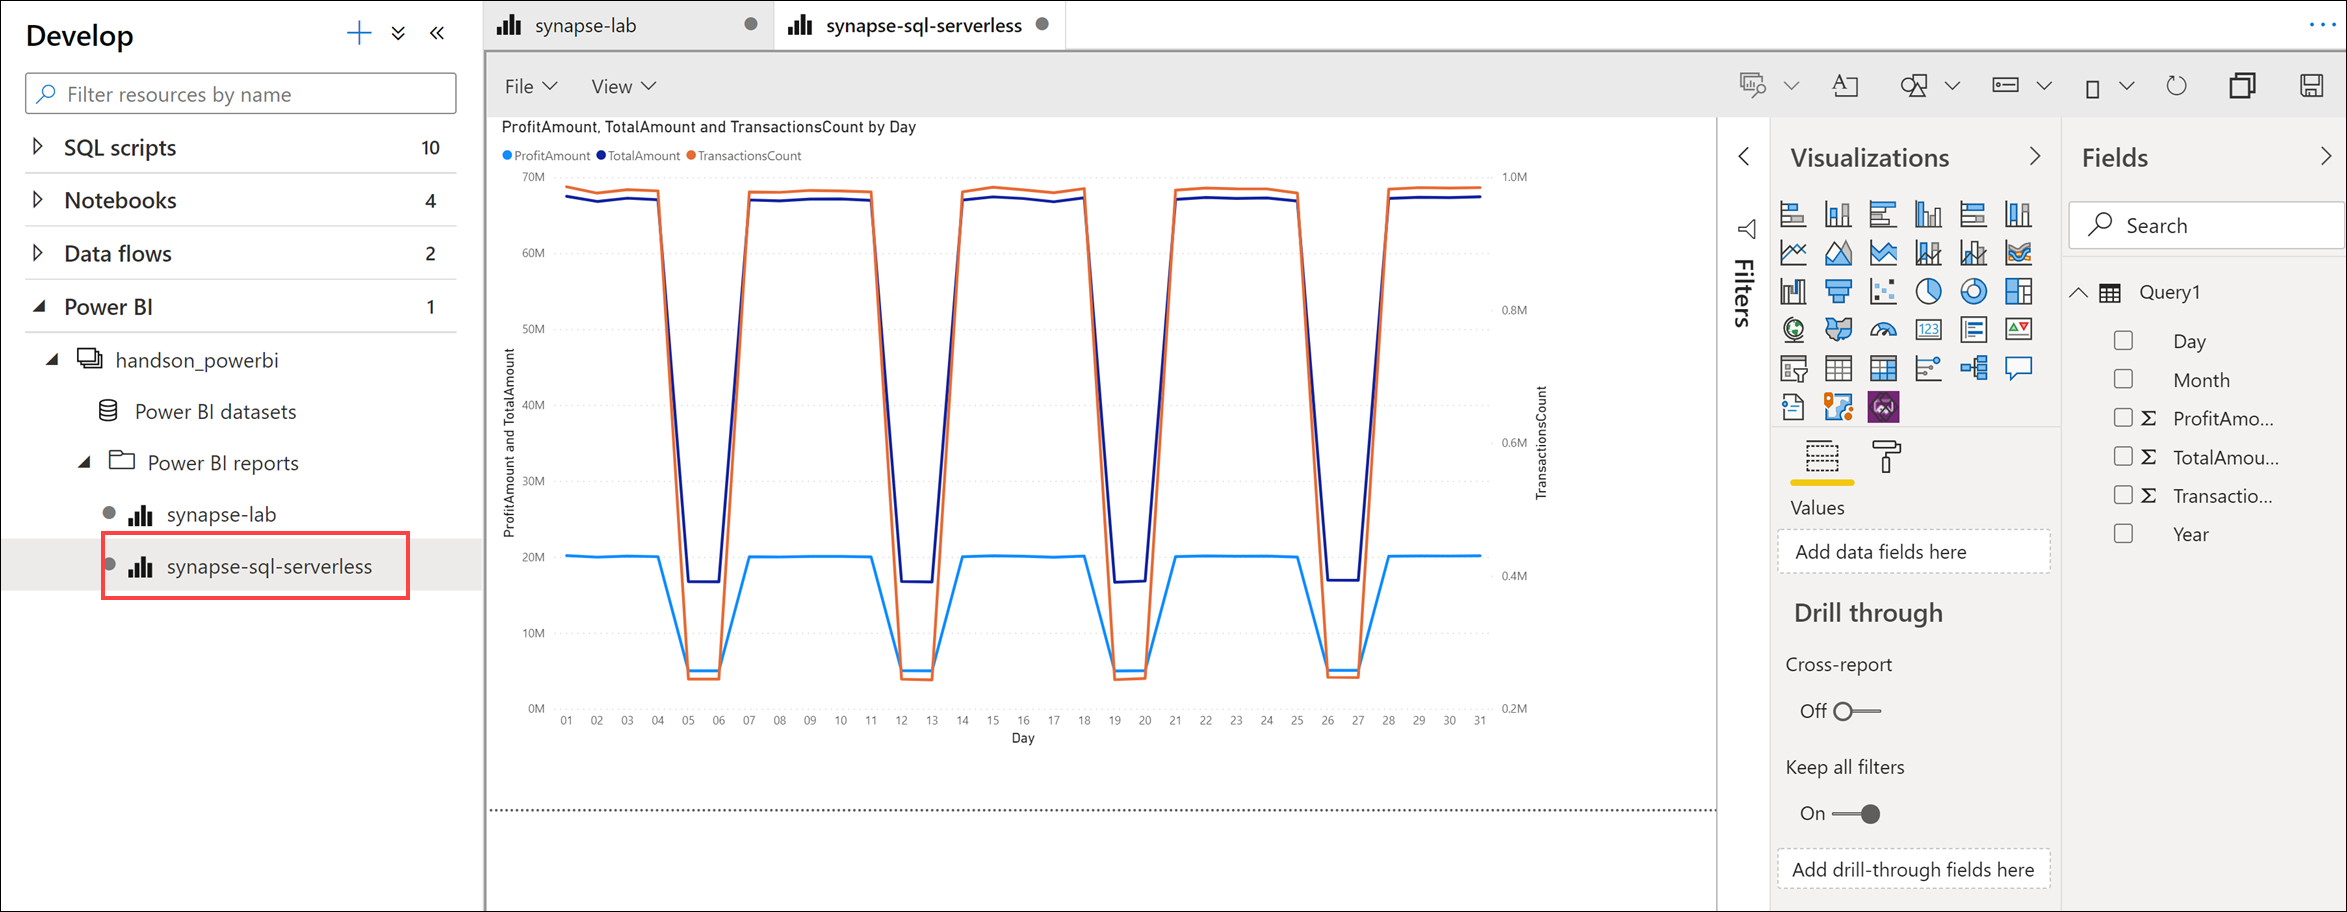 Develop
Filter resources by name
SQL scripts 10
Notebooks 4
Data flows 2
Power BI 1
handson_powerbi
Power BI datasets
Power BI reports
synapse-lab
synapse-sql-serverless
synapse-lab
synapse-sql-serverless
File
View
ProfitAmount, TotalAmount and TransactionsCount by Day
ProfitAmount TotalAmount TransactionsCount
70M
60M
50M
40M
30M
20M
10M
0M
ProfitAmount and TotalAmount
1.0M
0.8M
0.6M
0.4M
0.2M
TransactionsCount
01 02 03 04 05 06 07 08 09 10 11 12 13 14 15 16 17 18 19 20 21 22 23 24 25 26 27 28 29 30 31
Day
Filters
Visualizations
123
Values
Add data fields here
Drill through
Cross-report
Off
Keep all filters
On
Add drill-through fields here
Fields
Search
Query1
Day
Month
Σ ProfitAmo...
Σ TotalAmou...
Σ Transactio...
Year